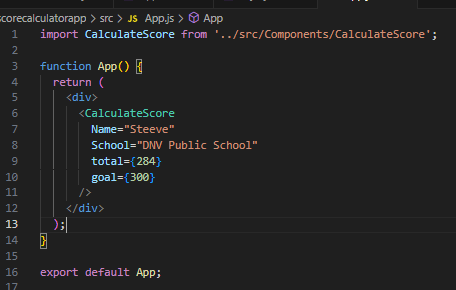 scorecalculatorapp > src > JS App.js > App
1 import CalculateScore from '../src/Components/CalculateScore';
2
3 function App() {
4 return (
5 <div>
6 <CalculateScore
7 Name="Steeve"
8 School="DNV Public School"
9 total={284}
10 goal={300}
11 />
12 </div>
13 );
14 }
15
16 export default App;
17